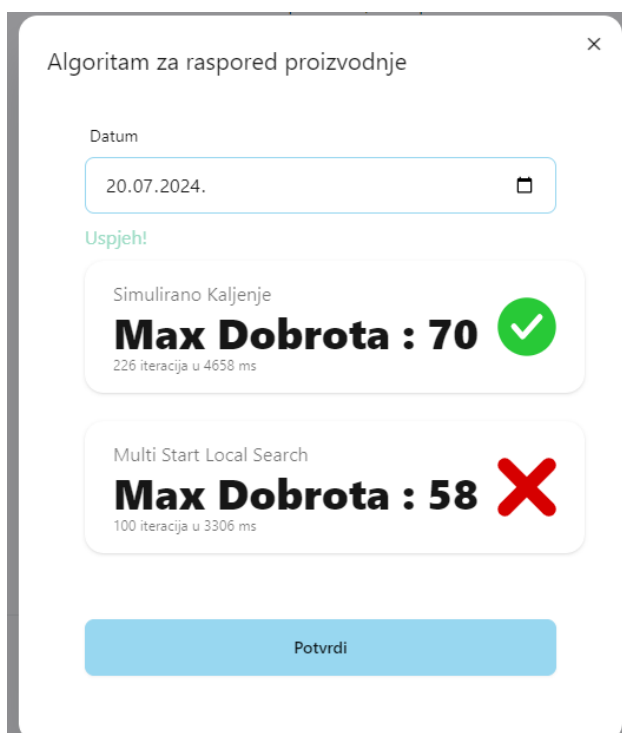 Algoritam za raspored proizvodnje
Datum
20.07.2024.
Uspjeh!
Simulirano Kaljenje
Max Dobrota : 70
226 iteracija u 4658 ms
Multi Start Local Search
Max Dobrota : 58
100 iteracija u 3306 ms
Potvrdi